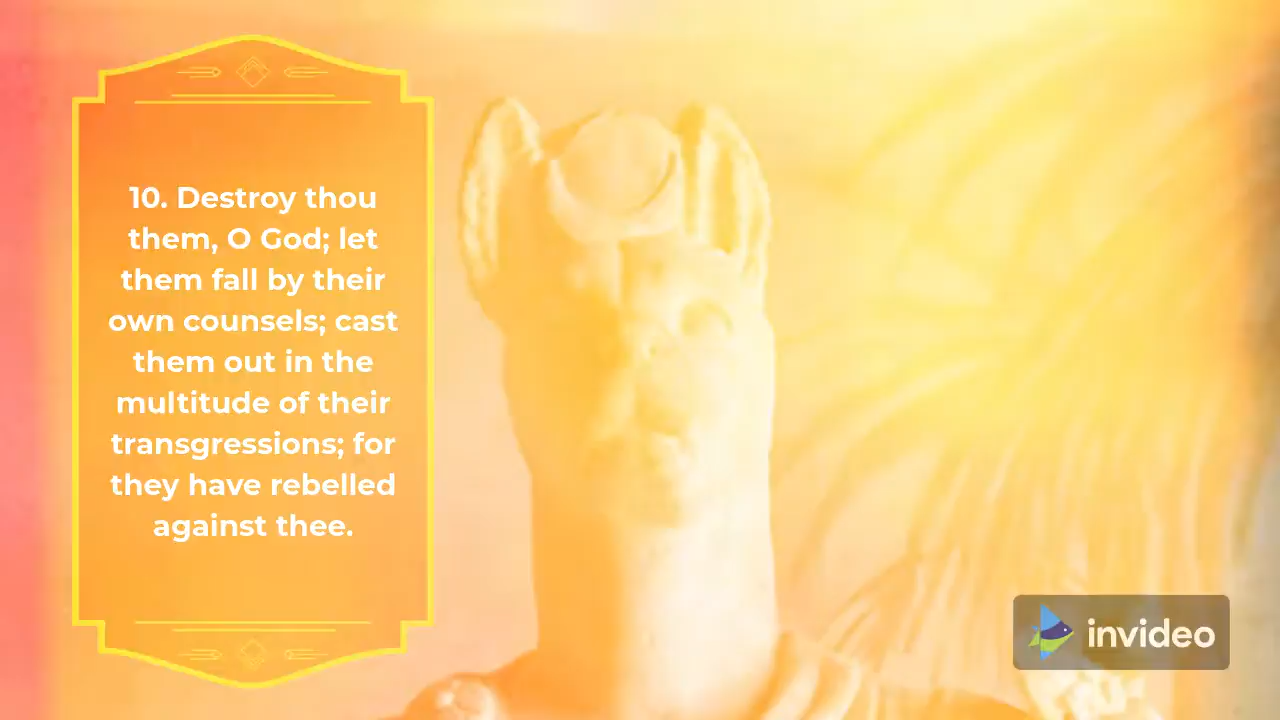 10. Destroy thou
them, O God; let
them fall by their
own counsels; cast
them out in the
multitude of their
transgressions; for
they have rebelled
against thee.
invideo